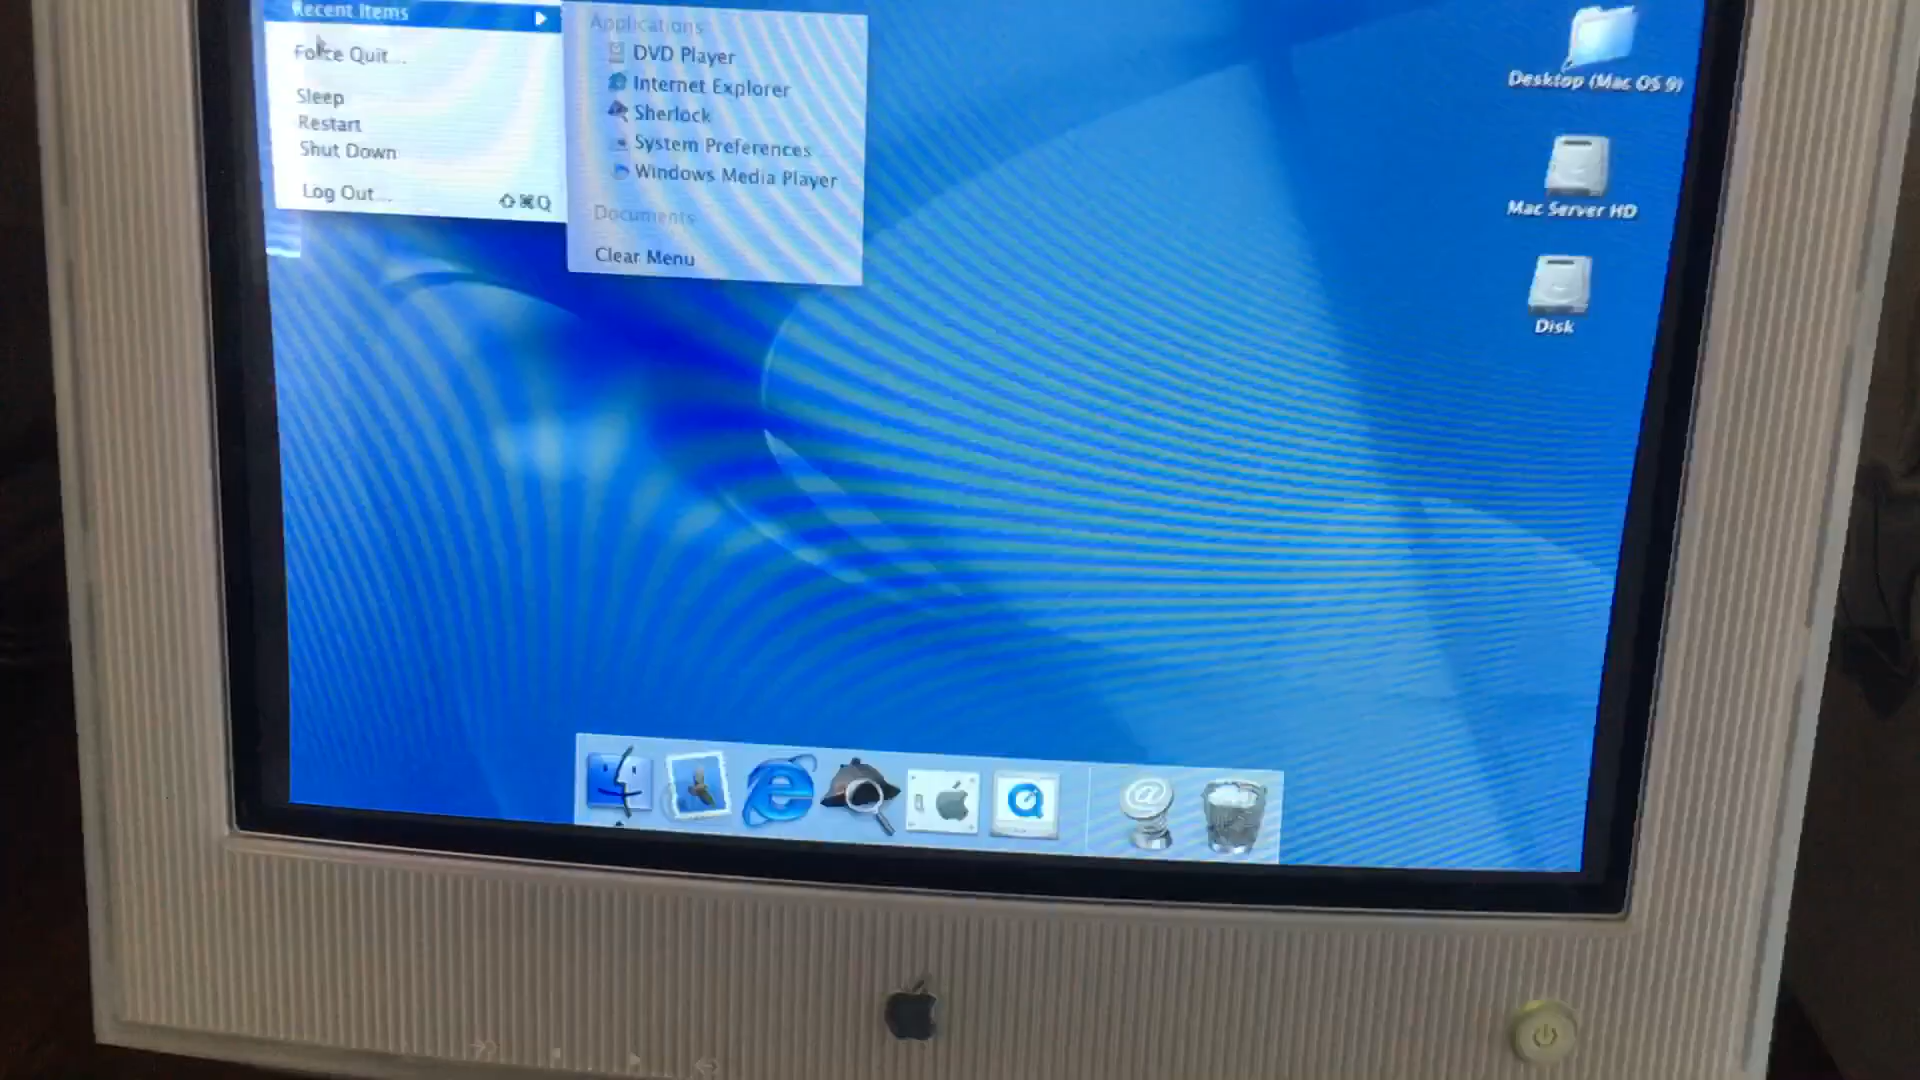 Recent Items
Force Quit...
Sleep
Restart
Shut Down
Log Out... ⇧⌘Q
Applications
DVD Player
Internet Explorer
Sherlock
System Preferences
Windows Media Player
Documents
Clear Menu
Desktop (Mac OS 9)
Mac Server HD
Disk
@